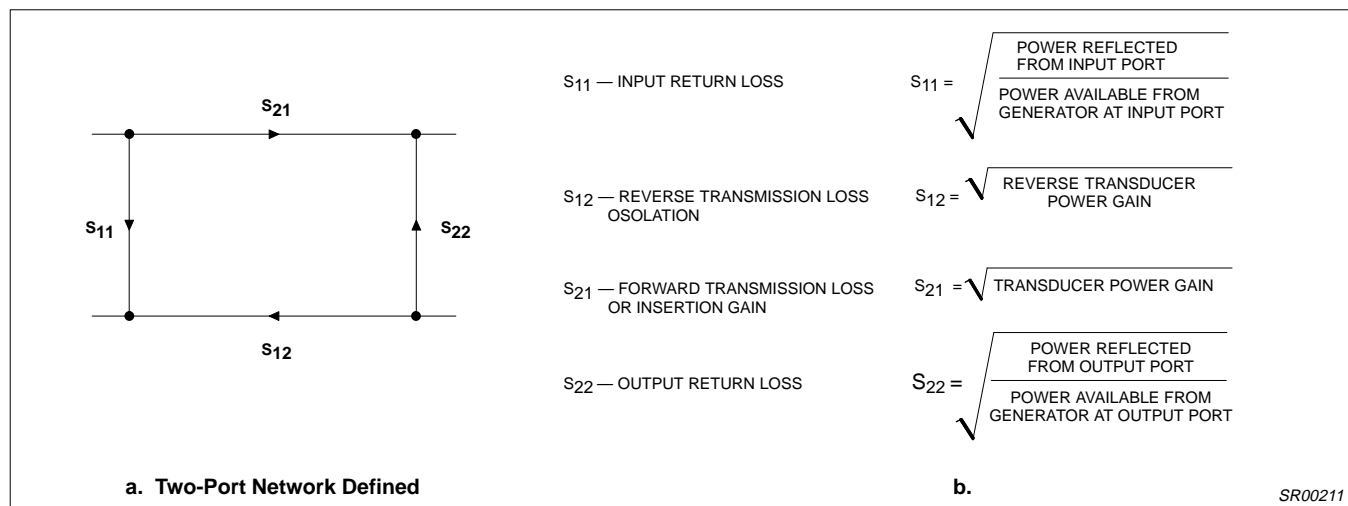 S21
S11
S22
S12
a. Two-Port Network Defined
S11 — INPUT RETURN LOSS
S12 — REVERSE TRANSMISSION LOSS
OSOLATION
S21 — FORWARD TRANSMISSION LOSS
OR INSERTION GAIN
S22 — OUTPUT RETURN LOSS
S11 = √
POWER REFLECTED
FROM INPUT PORT
POWER AVAILABLE FROM
GENERATOR AT INPUT PORT
S12 = √
REVERSE TRANSDUCER
POWER GAIN
S21 = √ TRANSDUCER POWER GAIN
S22 = √
POWER REFLECTED
FROM OUTPUT PORT
POWER AVAILABLE FROM
GENERATOR AT OUTPUT PORT
b.
SR00211